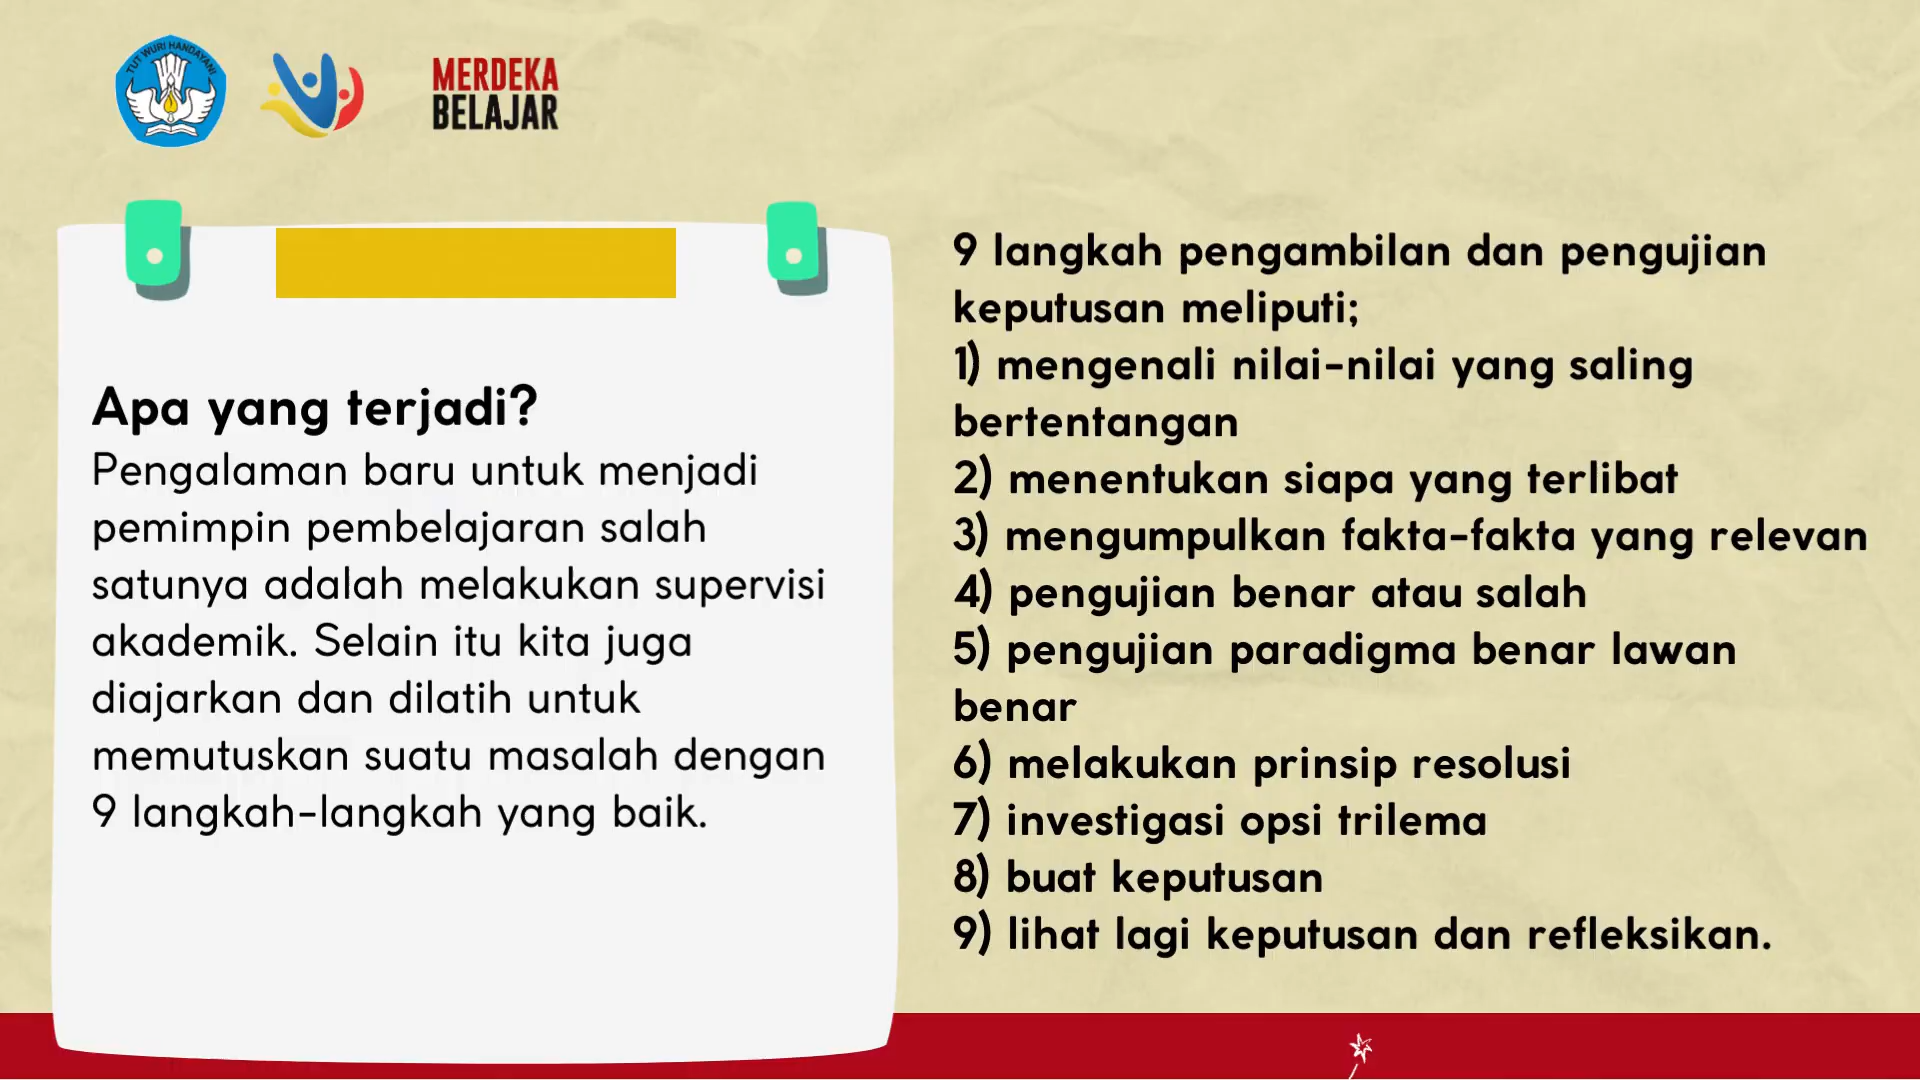 TUT WURI HANDAYANI
MERDEKA
BELAJAR
Apa yang terjadi?
Pengalaman baru untuk menjadi
pemimpin pembelajaran salah
satunya adalah melakukan supervisi
akademik. Selain itu kita juga
diajarkan dan dilatih untuk
memutuskan suatu masalah dengan
9 langkah-langkah yang baik.
9 langkah pengambilan dan pengujian
keputusan meliputi;
1) mengenali nilai-nilai yang saling
bertentangan
2) menentukan siapa yang terlibat
3) mengumpulkan fakta-fakta yang relevan
4) pengujian benar atau salah
5) pengujian paradigma benar lawan
benar
6) melakukan prinsip resolusi
7) investigasi opsi trilema
8) buat keputusan
9) lihat lagi keputusan dan refleksikan.